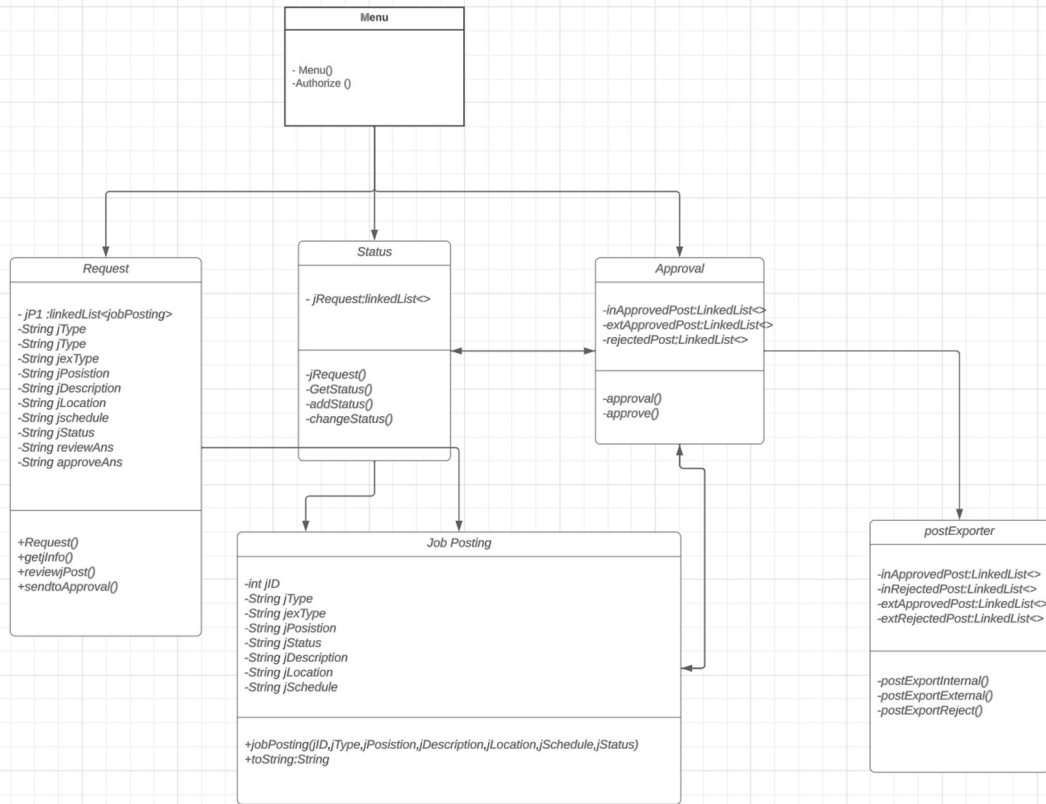 Menu
- Menu()
-Authorize ()
Request
- jP1 :linkedList<jobPosting>
-String jType
-String jType
-String jexType
-String jPosistion
-String jDescription
-String jLocation
-String jschedule
-String jStatus
-String reviewAns
-String approveAns
+Request()
+getjInfo()
+reviewjPost()
+sendtoApproval()
Status
- jRequest:linkedList<>
-jRequest()
-GetStatus()
-addStatus()
-changeStatus()
Approval
-inApprovedPost:LinkedList<>
-extApprovedPost:LinkedList<>
-rejectedPost:LinkedList<>
-approval()
-approve()
Job Posting
-int jID
-String jType
-String jexType
-String jPosistion
-String jStatus
-String jDescription
-String jLocation
-String jSchedule
+jobPosting(jID,jType,jPosistion,jDescription,jLocation,jSchedule,jStatus)
+toString:String
postExporter
-inApprovedPost:LinkedList<>
-inRejectedPost:LinkedList<>
-extApprovedPost:LinkedList<>
-extRejectedPost:LinkedList<>
-postExportInternal()
-postExportExternal()
-postExportReject()